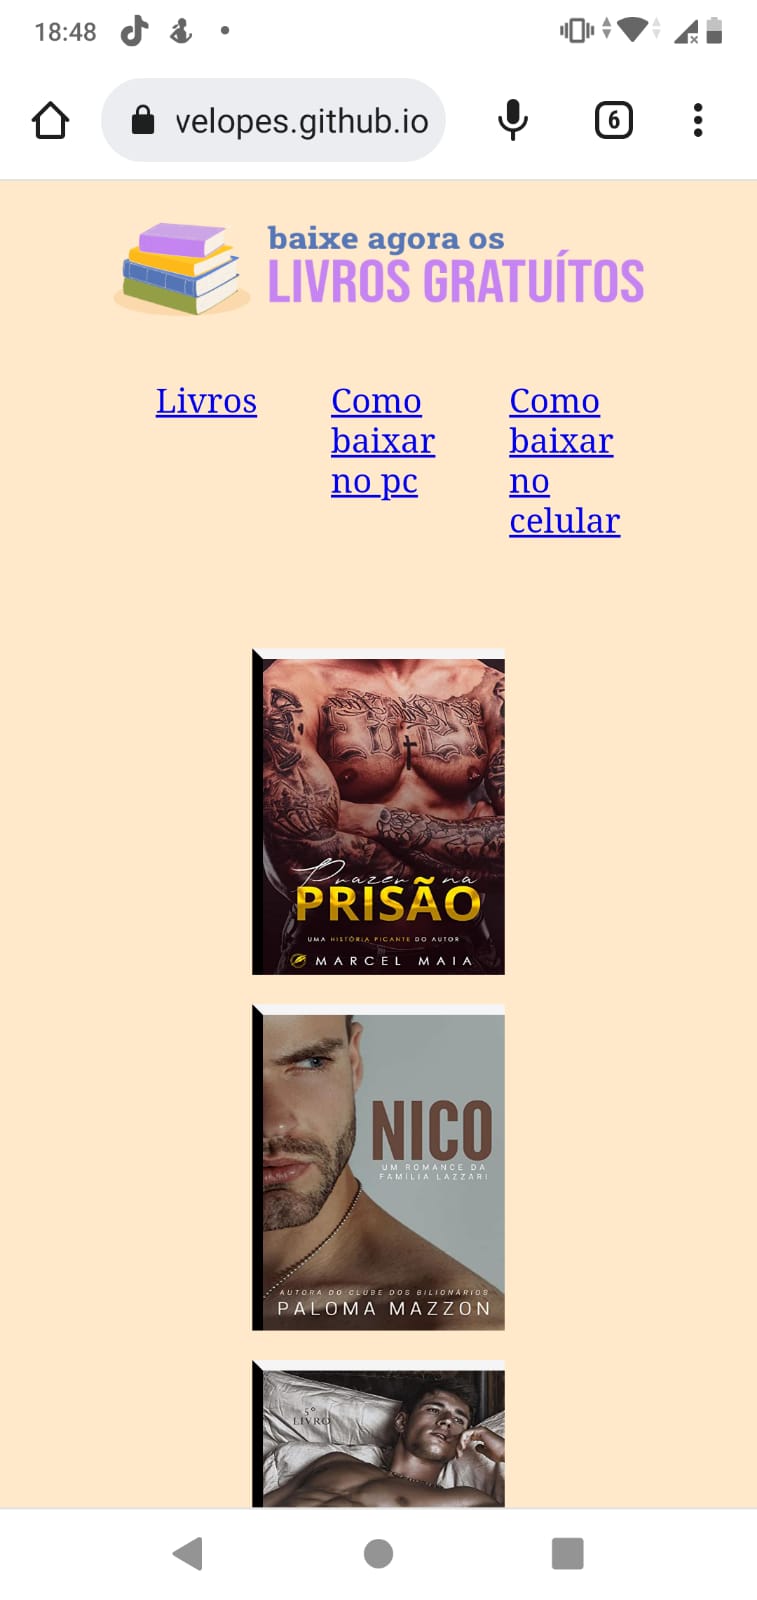 18:48
velopes.github.io
6
baixe agora os
LIVROS GRATUÍTOS
Livros
Como
baixar
no pc
Como
baixar
no
celular
Prazer na
PRISÃO
UMA HISTÓRIA PICANTE DO AUTOR
MARCEL MAIA
NICO
UM ROMANCE DA
FAMÍLIA LAZZARI
AUTORA DO CLUBE DOS BILIONÁRIOS
PALOMA MAZZON
5º
LIVRO